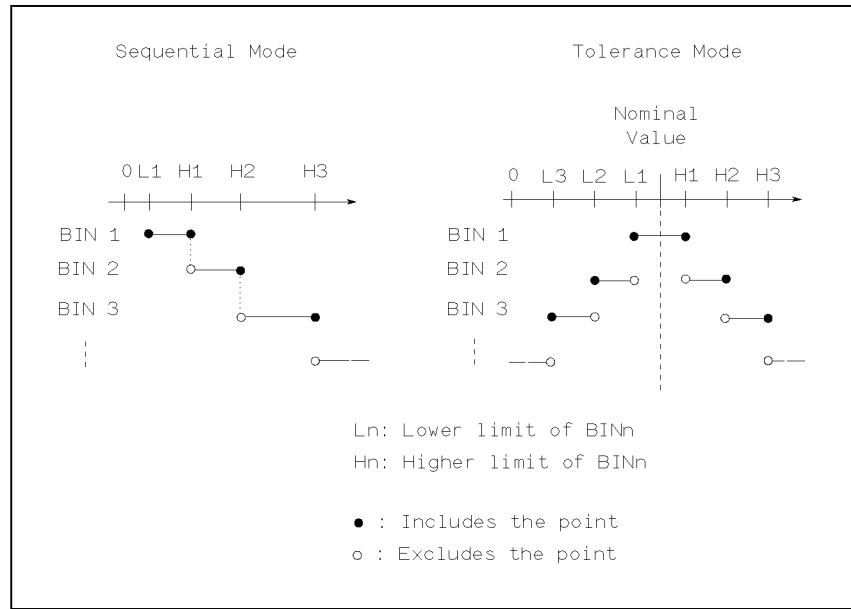 Sequential Mode
Tolerance Mode
Nominal
Value
0 L1 H1 H2 H3
0 L3 L2 L1 H1 H2 H3
BIN 1
BIN 1
BIN 2
BIN 2
BIN 3
BIN 3
Ln: Lower limit of BINn
Hn: Higher limit of BINn
● : Includes the point
○ : Excludes the point